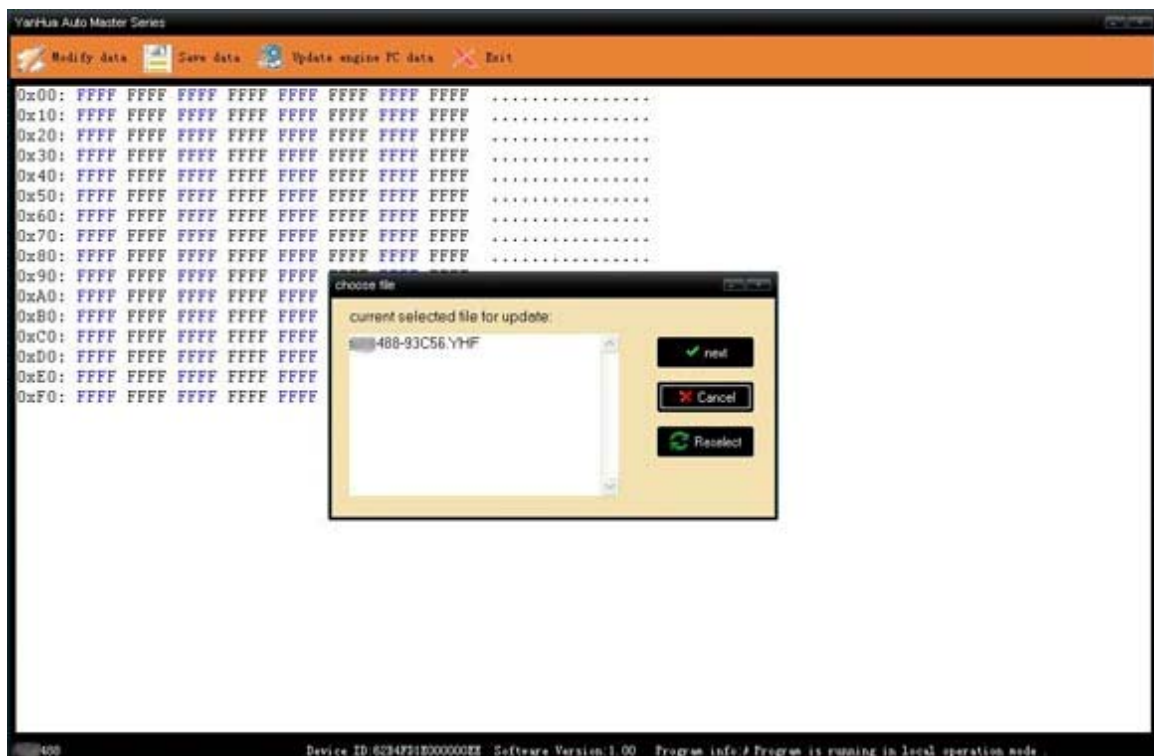 YanHua Auto Master Series
Modify data Save data Update engine PC data Exit
0x00: FFFF FFFF FFFF FFFF FFFF FFFF FFFF FFFF ................
0x10: FFFF FFFF FFFF FFFF FFFF FFFF FFFF FFFF ................
0x20: FFFF FFFF FFFF FFFF FFFF FFFF FFFF FFFF ................
0x30: FFFF FFFF FFFF FFFF FFFF FFFF FFFF FFFF ................
0x40: FFFF FFFF FFFF FFFF FFFF FFFF FFFF FFFF ................
0x50: FFFF FFFF FFFF FFFF FFFF FFFF FFFF FFFF ................
0x60: FFFF FFFF FFFF FFFF FFFF FFFF FFFF FFFF ................
0x70: FFFF FFFF FFFF FFFF FFFF FFFF FFFF FFFF ................
0x80: FFFF FFFF FFFF FFFF FFFF FFFF FFFF FFFF ................
0x90: FFFF FFFF FFFF FFFF FFFF
0xA0: FFFF FFFF FFFF FFFF FFFF
0xB0: FFFF FFFF FFFF FFFF FFFF
0xC0: FFFF FFFF FFFF FFFF FFFF
0xD0: FFFF FFFF FFFF FFFF FFFF
0xE0: FFFF FFFF FFFF FFFF FFFF
0xF0: FFFF FFFF FFFF FFFF FFFF
choose file
current selected file for update:
488-93C56.YHF
next
Cancel
Reselect
488 Device ID: Software Version:1.00 Program info:# Program is running in local operation mode .